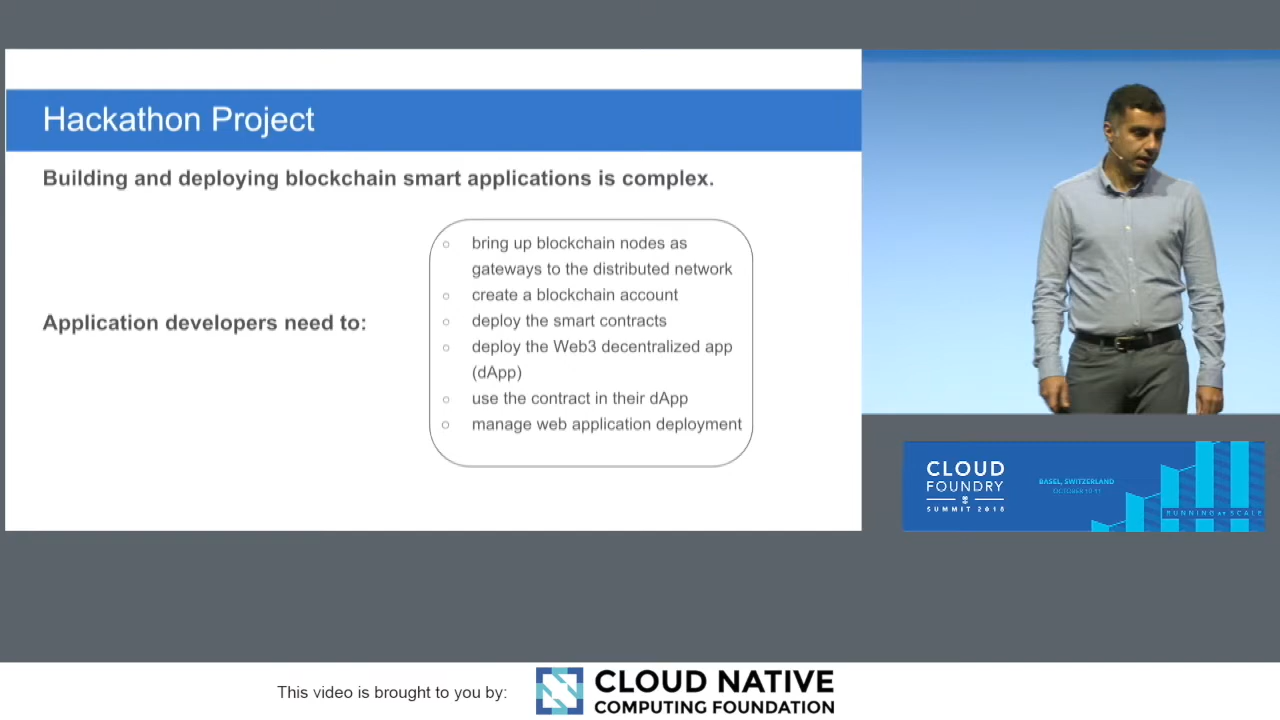 Hackathon Project
Building and deploying blockchain smart applications is complex.
Application developers need to:
bring up blockchain nodes as
gateways to the distributed network
create a blockchain account
deploy the smart contracts
deploy the Web3 decentralized app
(dApp)
use the contract in their dApp
manage web application deployment
CLOUD
FOUNDRY
SUMMIT 2018
BASEL, SWITZERLAND
OCTOBER 10-11
RUNNING AT SCALE
This video is brought to you by:
CLOUD NATIVE
COMPUTING FOUNDATION